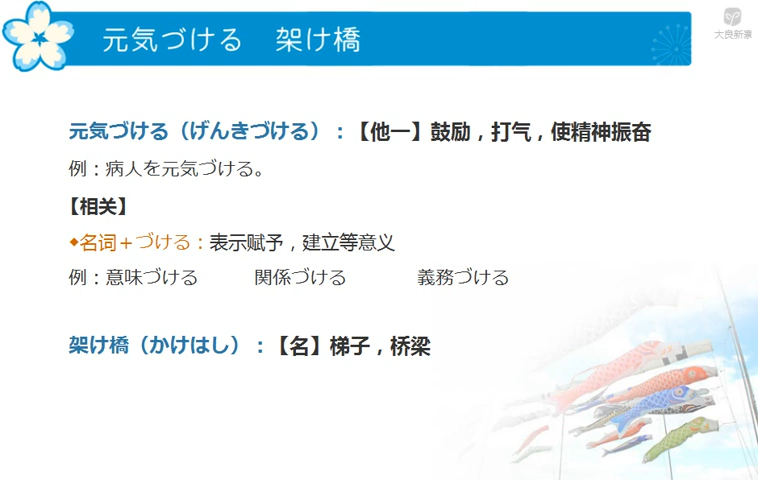 元気づける　架け橋
大良新寰
元気づける（げんきづける）：【他一】鼓励，打气，使精神振奋
例：病人を元気づける。
【相关】
◆名词＋づける：表示赋予，建立等意义
例：意味づける　関係づける　義務づける
架け橋（かけはし）：【名】梯子，桥梁